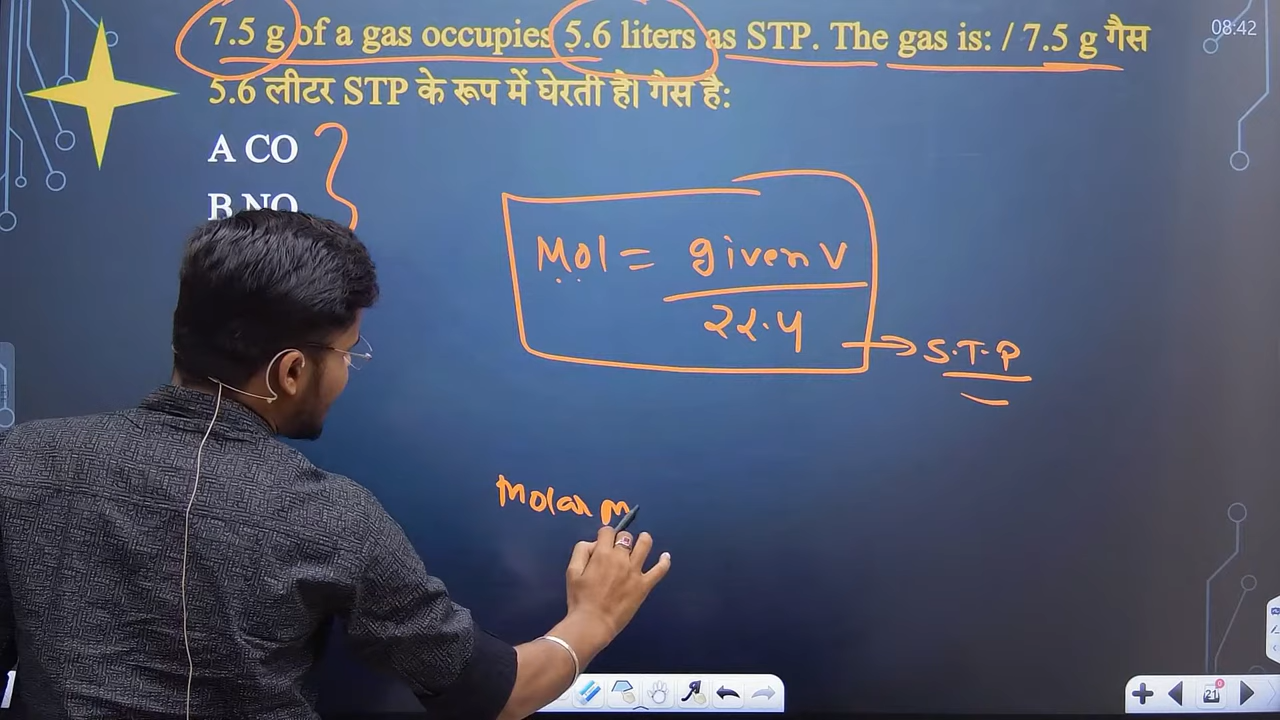 7.5 g of a gas occupies 5.6 liters as STP. The gas is: / 7.5 g गैस
08:42
5.6 लीटर STP के रूप में घेरती है। गैस है:
A CO
B NO
Mol = given V
22.4
S.T.P
Molar m
21